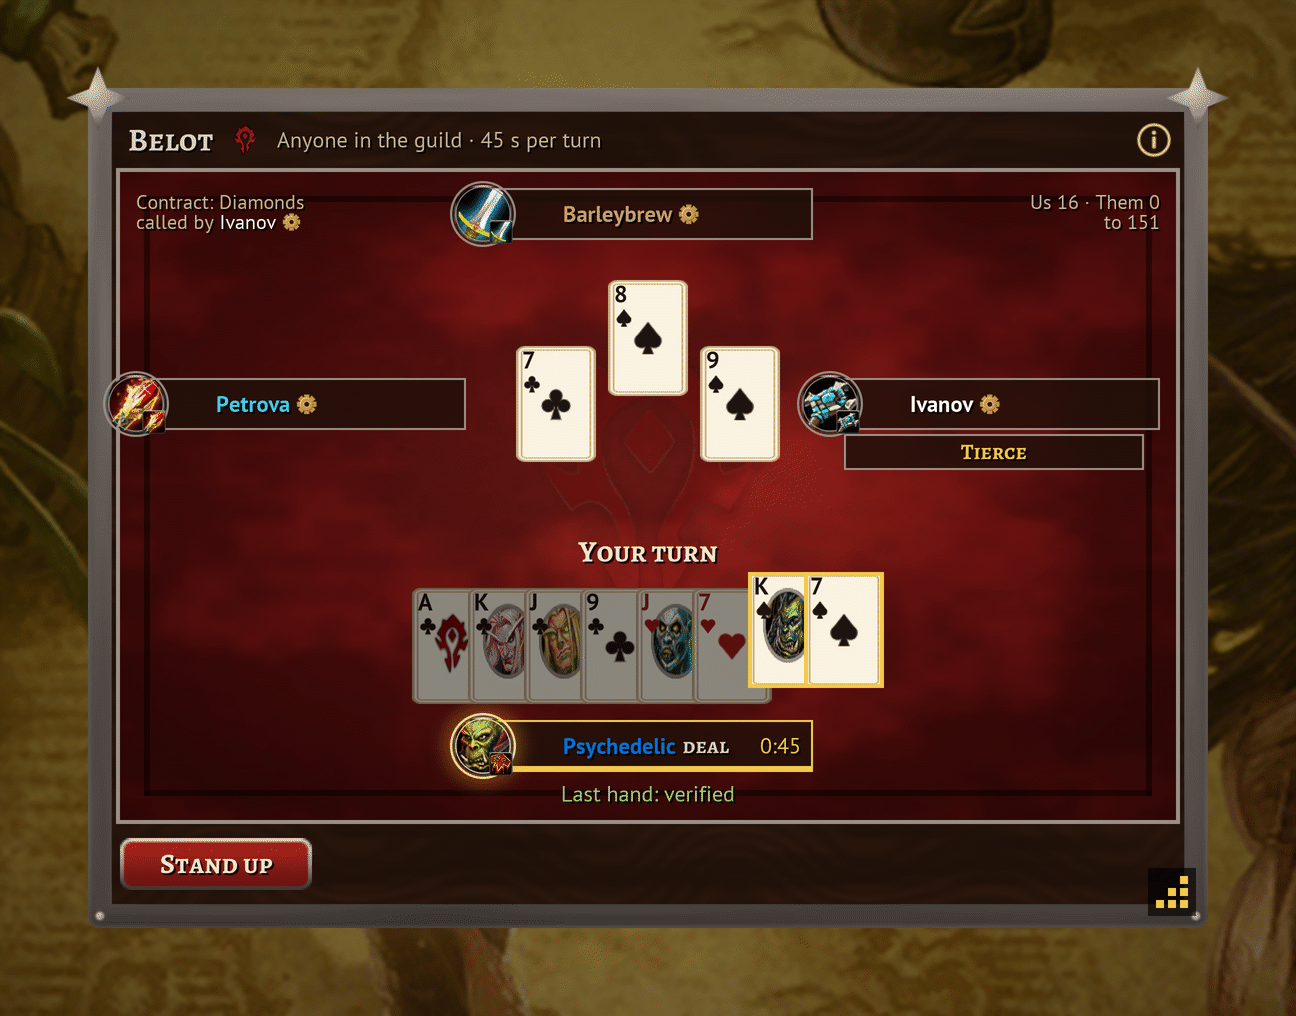 BELOT
Anyone in the guild · 45 s per turn
i
Contract: Diamonds
called by Ivanov
Barleybrew
Us 16 · Them 0
to 151
8
7
9
Petrova
Ivanov
TIERCE
YOUR TURN
A
K
J
9
J
7
K
7
Psychedelic DEAL 0:45
Last hand: verified
STAND UP